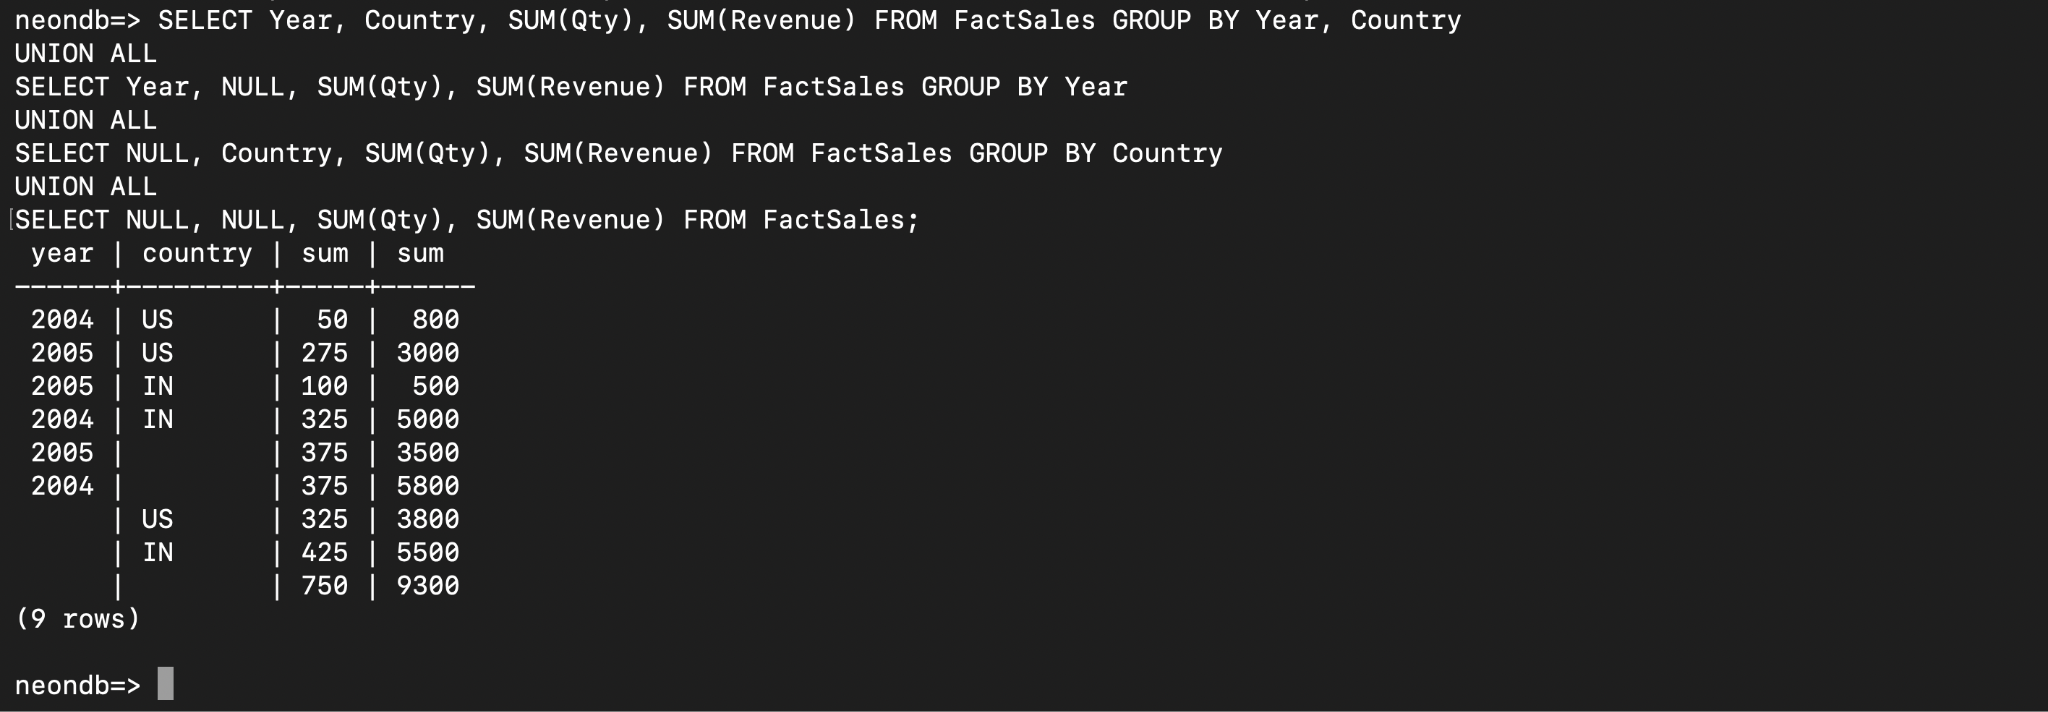 neondb=> SELECT Year, Country, SUM(Qty), SUM(Revenue) FROM FactSales GROUP BY Year, Country
UNION ALL
SELECT Year, NULL, SUM(Qty), SUM(Revenue) FROM FactSales GROUP BY Year
UNION ALL
SELECT NULL, Country, SUM(Qty), SUM(Revenue) FROM FactSales GROUP BY Country
UNION ALL
[SELECT NULL, NULL, SUM(Qty), SUM(Revenue) FROM FactSales;
 year | country | sum | sum
------+---------+-----+------
 2004 | US      |  50 |  800
 2005 | US      | 275 | 3000
 2005 | IN      | 100 |  500
 2004 | IN      | 325 | 5000
 2005 |         | 375 | 3500
 2004 |         | 375 | 5800
      | US      | 325 | 3800
      | IN      | 425 | 5500
      |         | 750 | 9300
(9 rows)
neondb=>